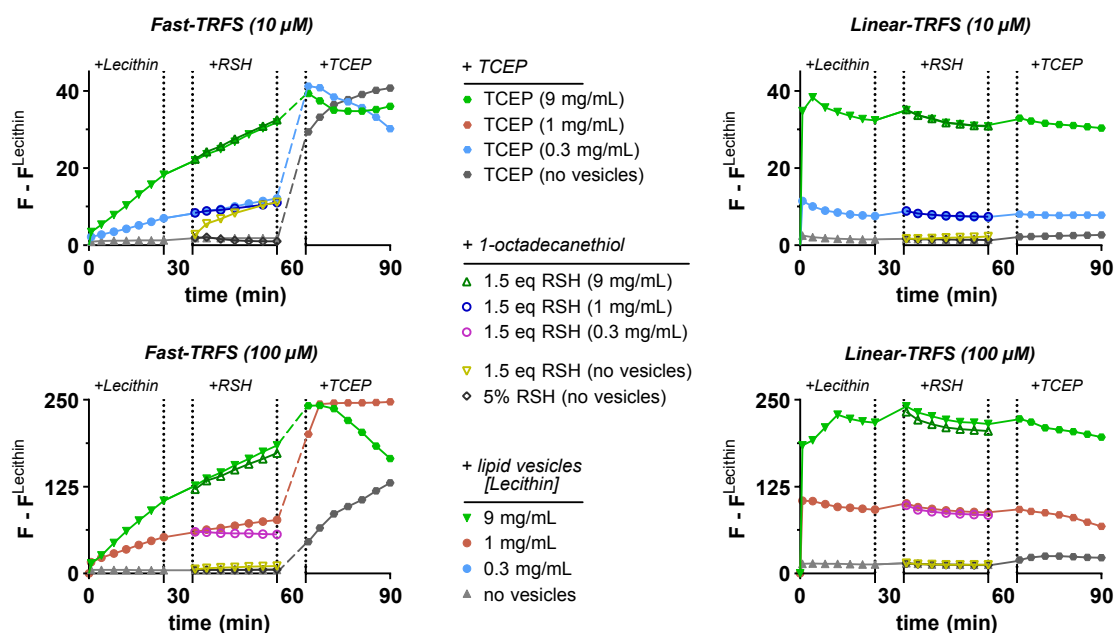 Fast-TRFS (10 µM)
+Lecithin
+RSH
+TCEP
F - F^Lecithin
40
20
0
0
30
60
90
time (min)
Fast-TRFS (100 µM)
+Lecithin
+RSH
+TCEP
F - F^Lecithin
250
125
0
0
30
60
90
time (min)
+ TCEP
TCEP (9 mg/mL)
TCEP (1 mg/mL)
TCEP (0.3 mg/mL)
TCEP (no vesicles)
+ 1-octadecanethiol
1.5 eq RSH (9 mg/mL)
1.5 eq RSH (1 mg/mL)
1.5 eq RSH (0.3 mg/mL)
1.5 eq RSH (no vesicles)
5% RSH (no vesicles)
+ lipid vesicles
[Lecithin]
9 mg/mL
1 mg/mL
0.3 mg/mL
no vesicles
Linear-TRFS (10 µM)
+Lecithin
+RSH
+TCEP
F - F^Lecithin
40
20
0
0
30
60
90
time (min)
Linear-TRFS (100 µM)
+Lecithin
+RSH
+TCEP
F - F^Lecithin
250
125
0
0
30
60
90
time (min)